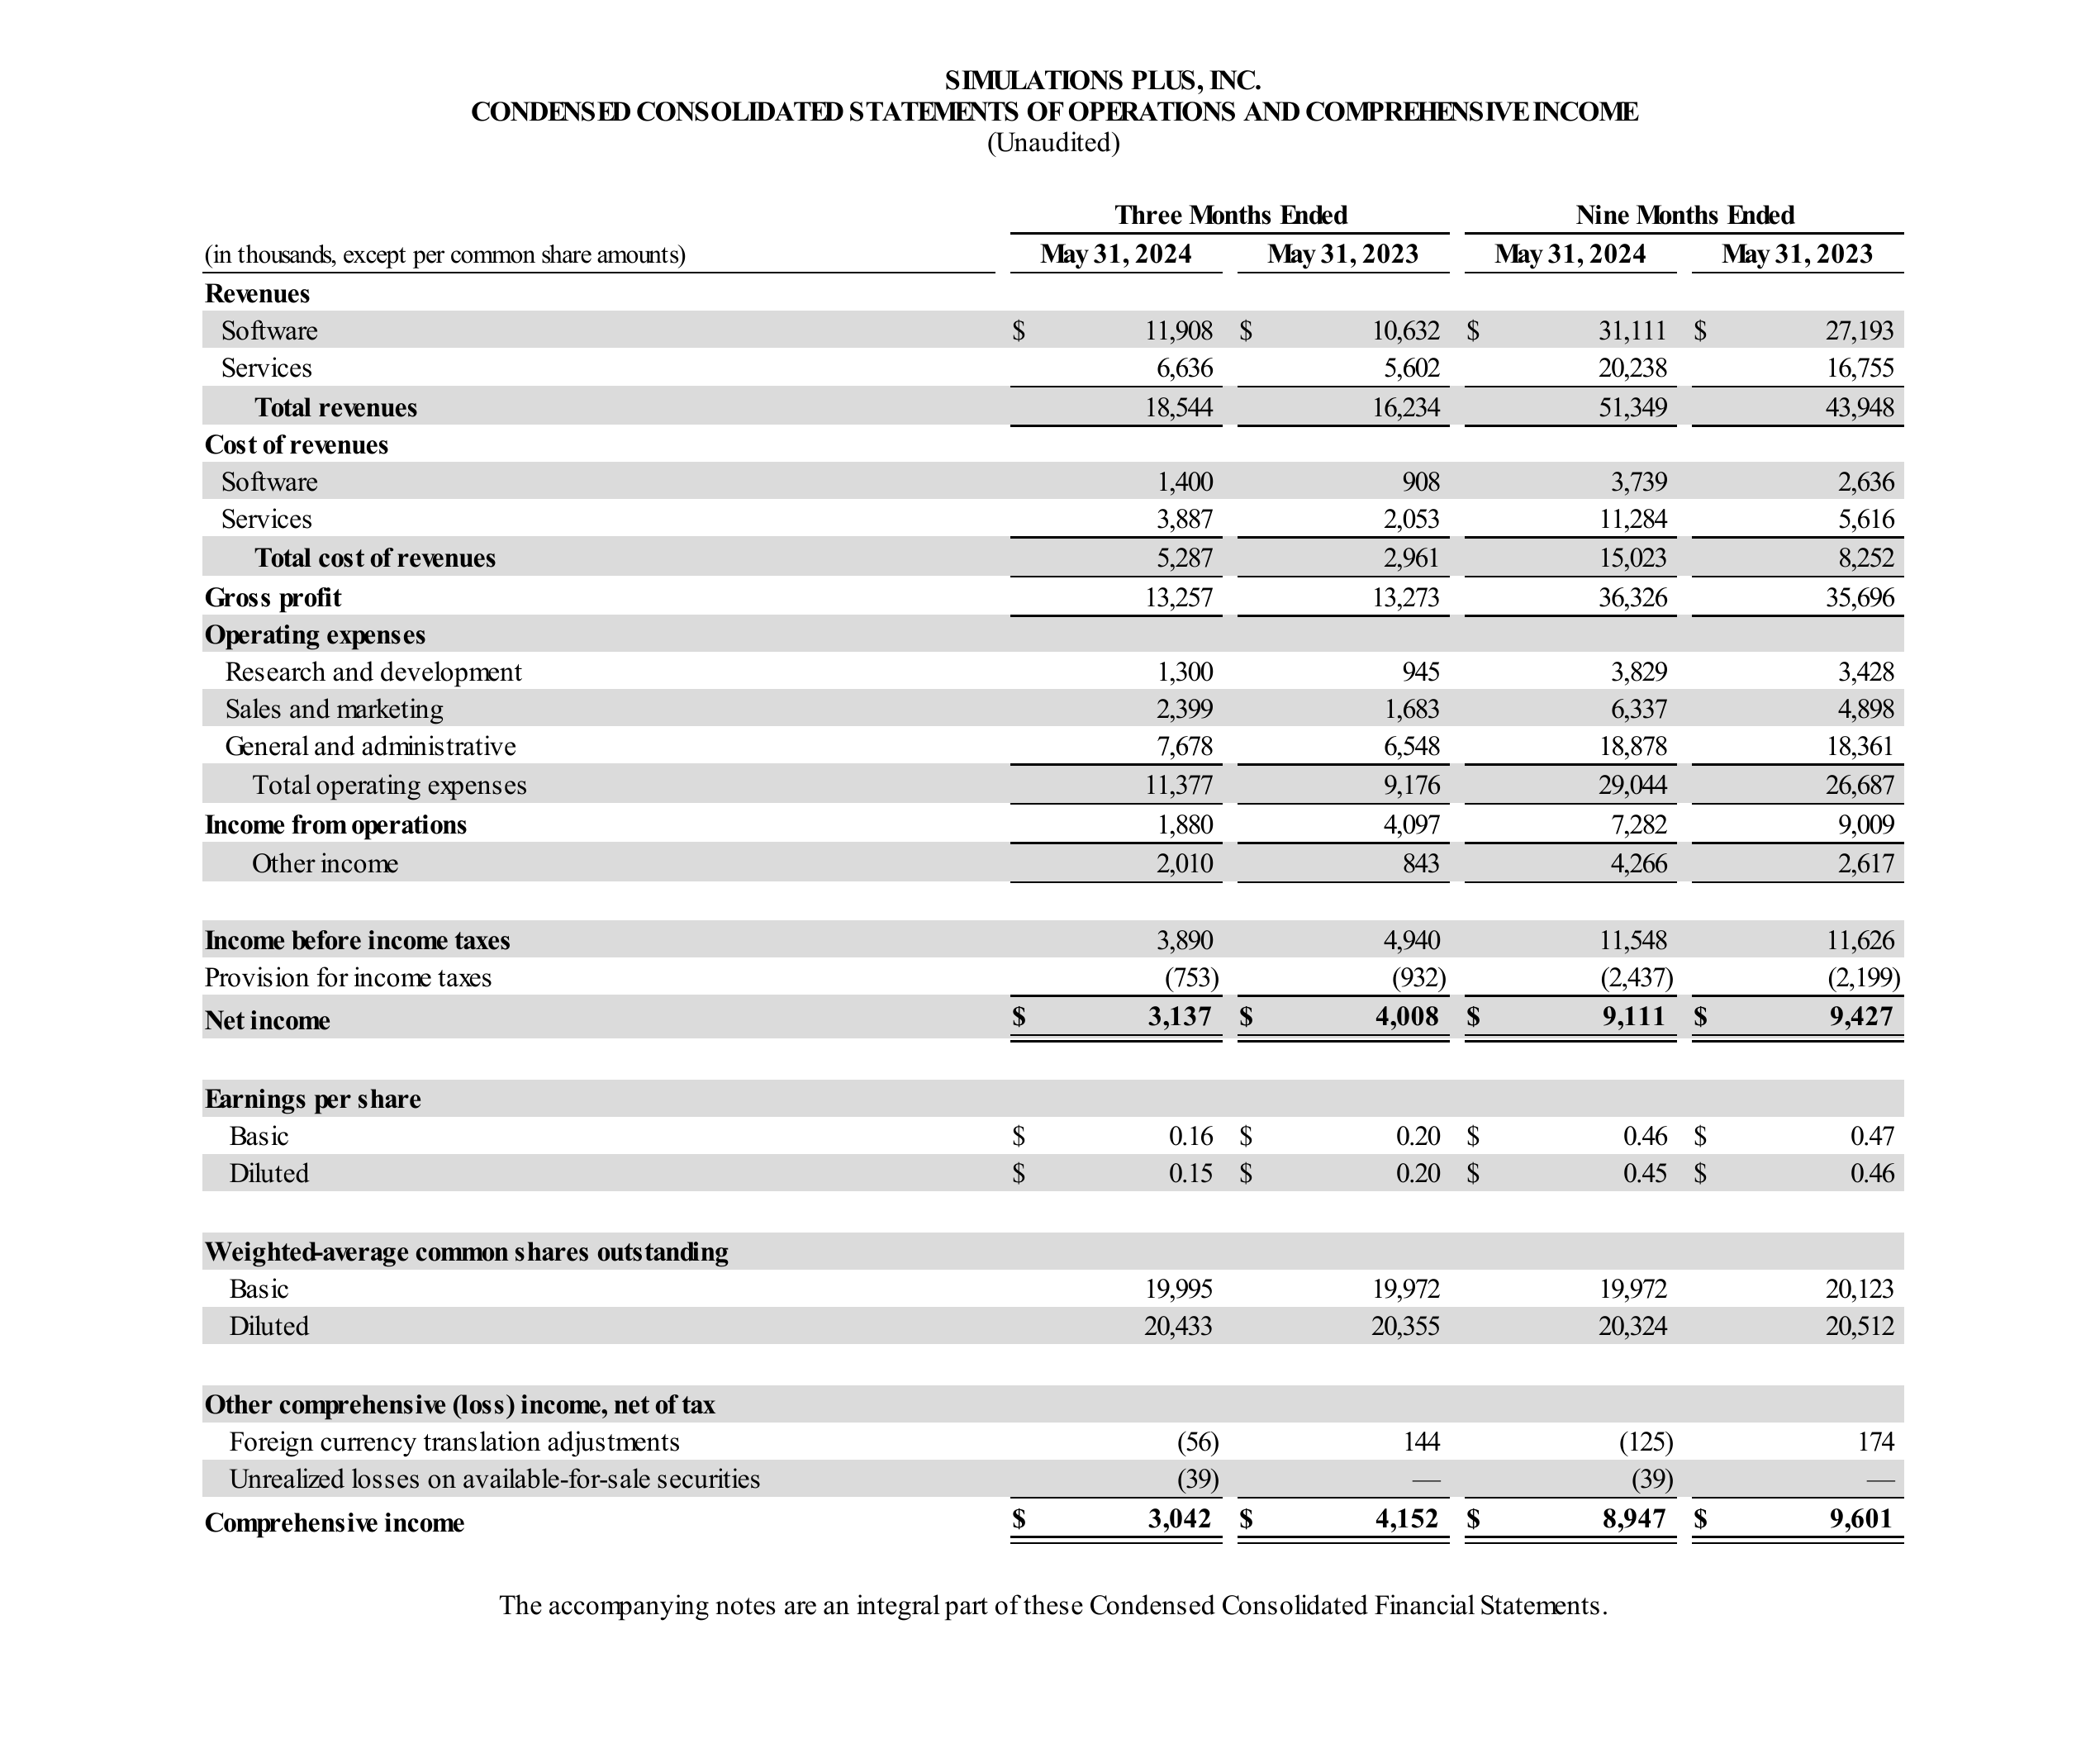 SIMULATIONS PLUS, INC.
CONDENSED CONSOLIDATED STATEMENTS OF OPERATIONS AND COMPREHENSIVE INCOME
(Unaudited)
Three Months Ended Nine Months Ended
(in thousands, except per common share amounts) May 31, 2024 May 31, 2023 May 31, 2024 May 31, 2023
Revenues
Software $ 11,908 $ 10,632 $ 31,111 $ 27,193
Services 6,636 5,602 20,238 16,755
Total revenues 18,544 16,234 51,349 43,948
Cost of revenues
Software 1,400 908 3,739 2,636
Services 3,887 2,053 11,284 5,616
Total cost of revenues 5,287 2,961 15,023 8,252
Gross profit 13,257 13,273 36,326 35,696
Operating expenses
Research and development 1,300 945 3,829 3,428
Sales and marketing 2,399 1,683 6,337 4,898
General and administrative 7,678 6,548 18,878 18,361
Total operating expenses 11,377 9,176 29,044 26,687
Income from operations 1,880 4,097 7,282 9,009
Other income 2,010 843 4,266 2,617
Income before income taxes 3,890 4,940 11,548 11,626
Provision for income taxes (753) (932) (2,437) (2,199)
Net income $ 3,137 $ 4,008 $ 9,111 $ 9,427
Earnings per share
Basic $ 0.16 $ 0.20 $ 0.46 $ 0.47
Diluted $ 0.15 $ 0.20 $ 0.45 $ 0.46
Weighted-average common shares outstanding
Basic 19,995 19,972 19,972 20,123
Diluted 20,433 20,355 20,324 20,512
Other comprehensive (loss) income, net of tax
Foreign currency translation adjustments (56) 144 (125) 174
Unrealized losses on available-for-sale securities (39) — (39) —
Comprehensive income $ 3,042 $ 4,152 $ 8,947 $ 9,601
The accompanying notes are an integral part of these Condensed Consolidated Financial Statements.